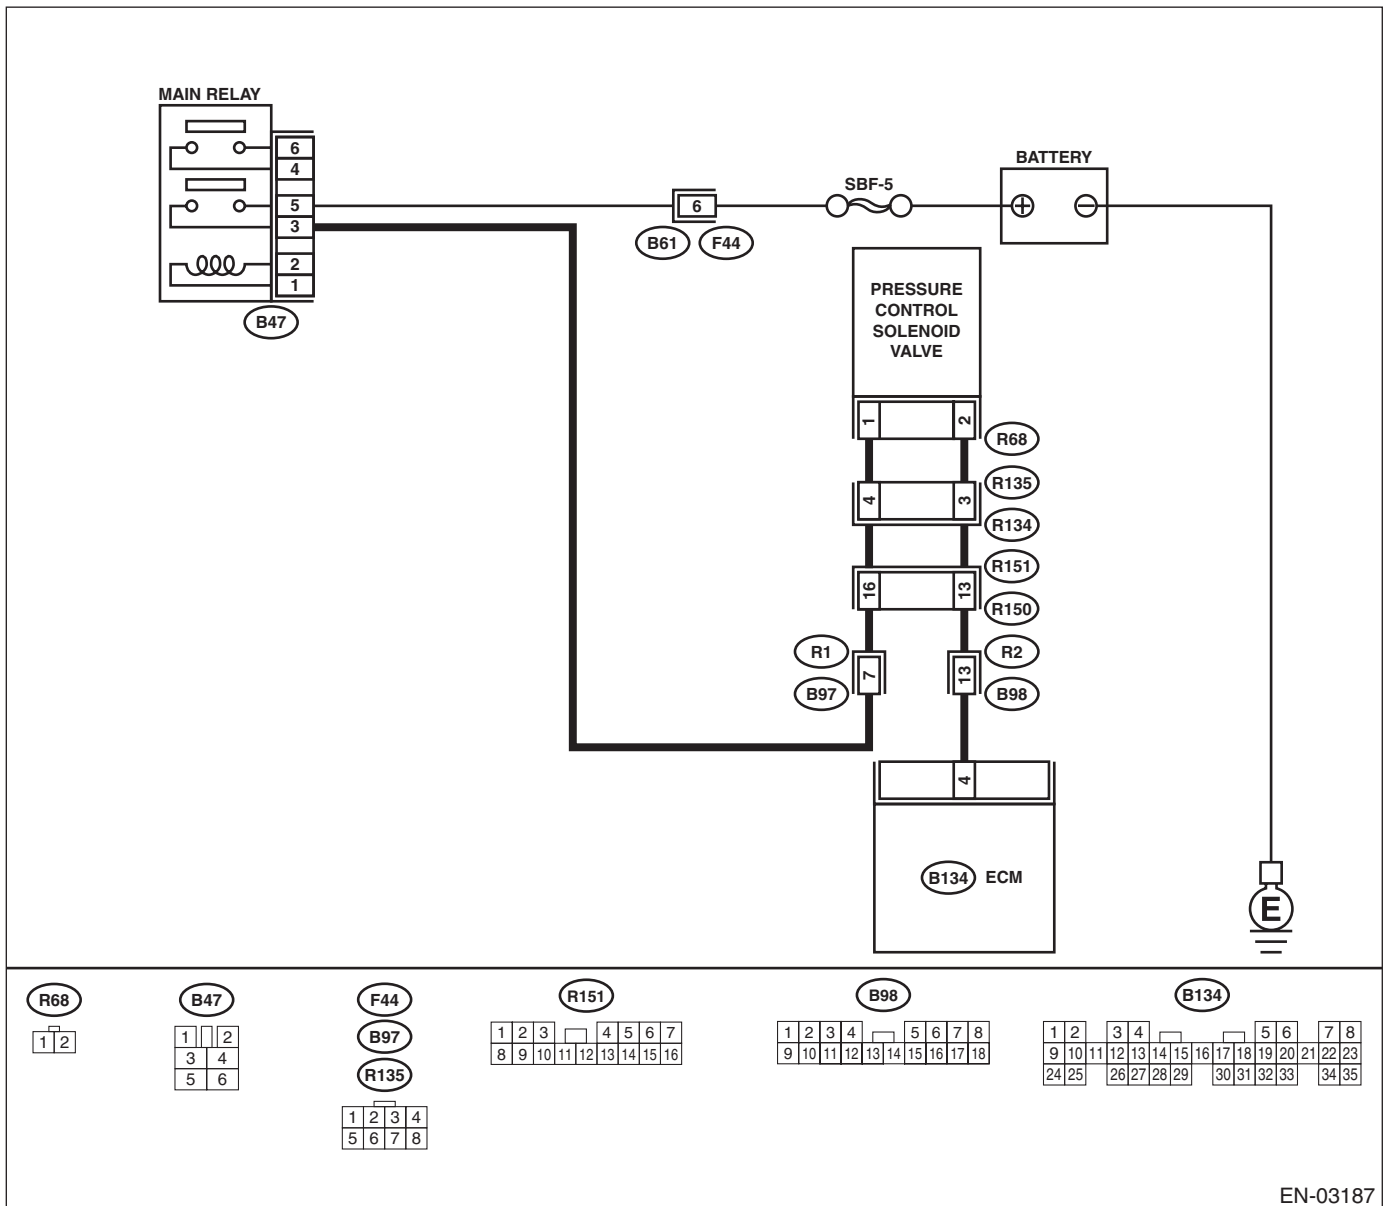 MAIN RELAY
6
4
5
3
2
1
B47
6
B61 F44
SBF-5
BATTERY
+ −
PRESSURE
CONTROL
SOLENOID
VALVE
1 2
R68
R135
4 3
R134
R151
16 13
R150
R1 R2
7 13
B97 B98
4
B134 ECM
E
R68
1 2
B47
1 2
3 4
5 6
F44
B97
R135
1 2 3 4
5 6 7 8
R151
1 2 3 4 5 6 7
8 9 10 11 12 13 14 15 16
B98
1 2 3 4 5 6 7 8
9 10 11 12 13 14 15 16 17 18
B134
1 2 3 4 5 6 7 8
9 10 11 12 13 14 15 16 17 18 19 20 21 22 23
24 25 26 27 28 29 30 31 32 33 34 35
EN-03187